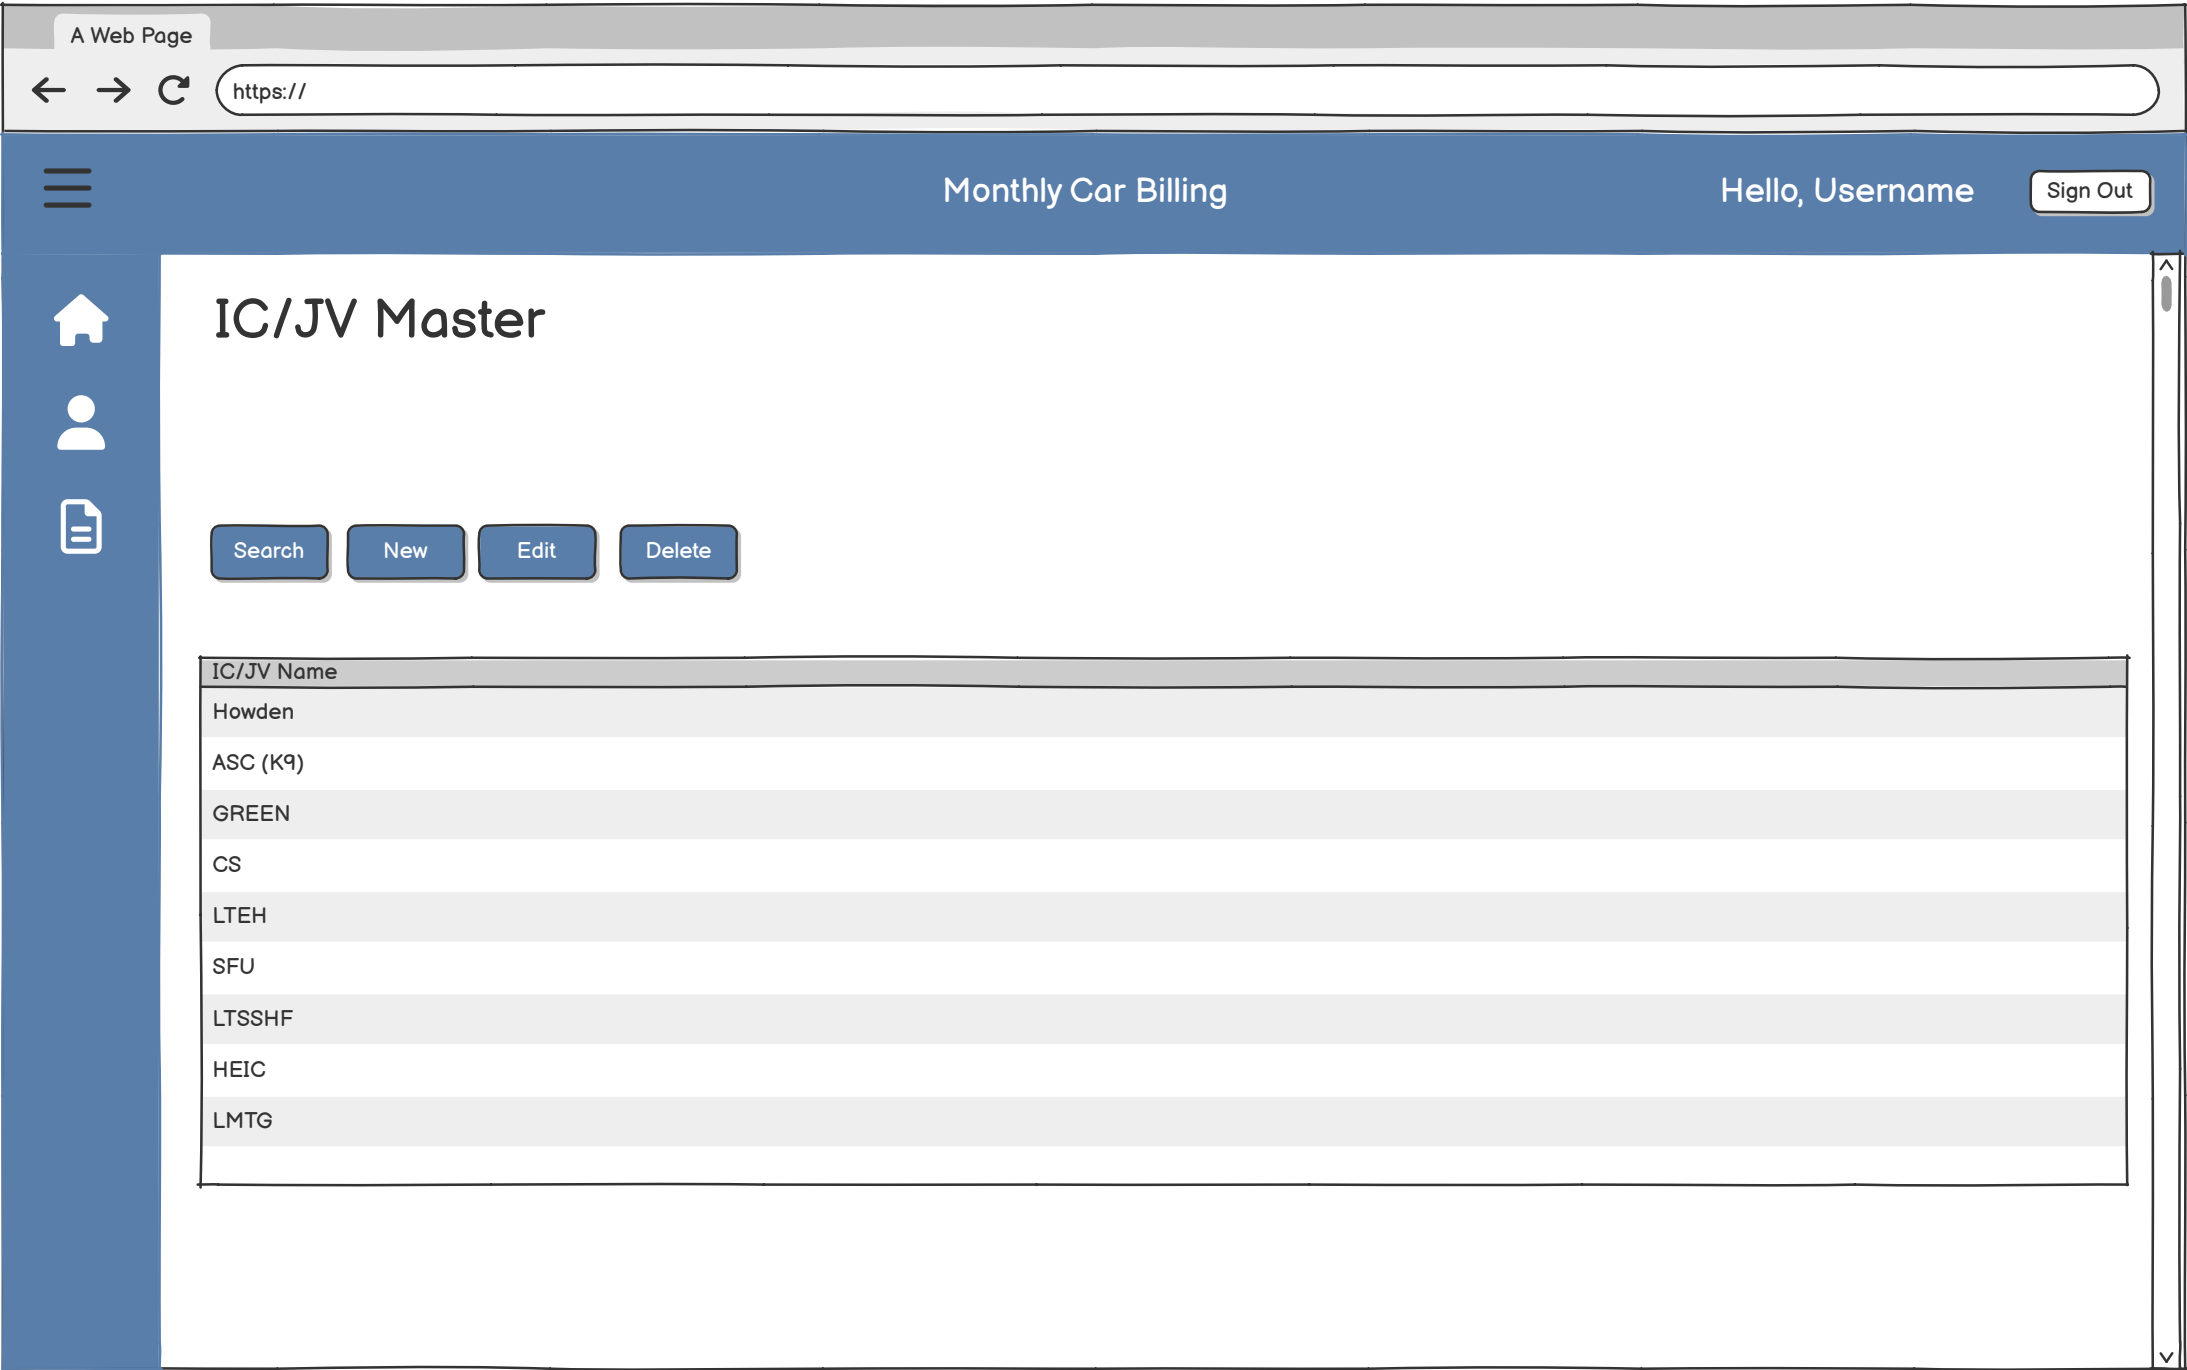 A Web Page
https://
Monthly Car Billing
Hello, Username
Sign Out
IC/JV Master
Search
New
Edit
Delete
IC/JV Name
Howden
ASC (K9)
GREEN
CS
LTEH
SFU
LTSSHF
HEIC
LMTG